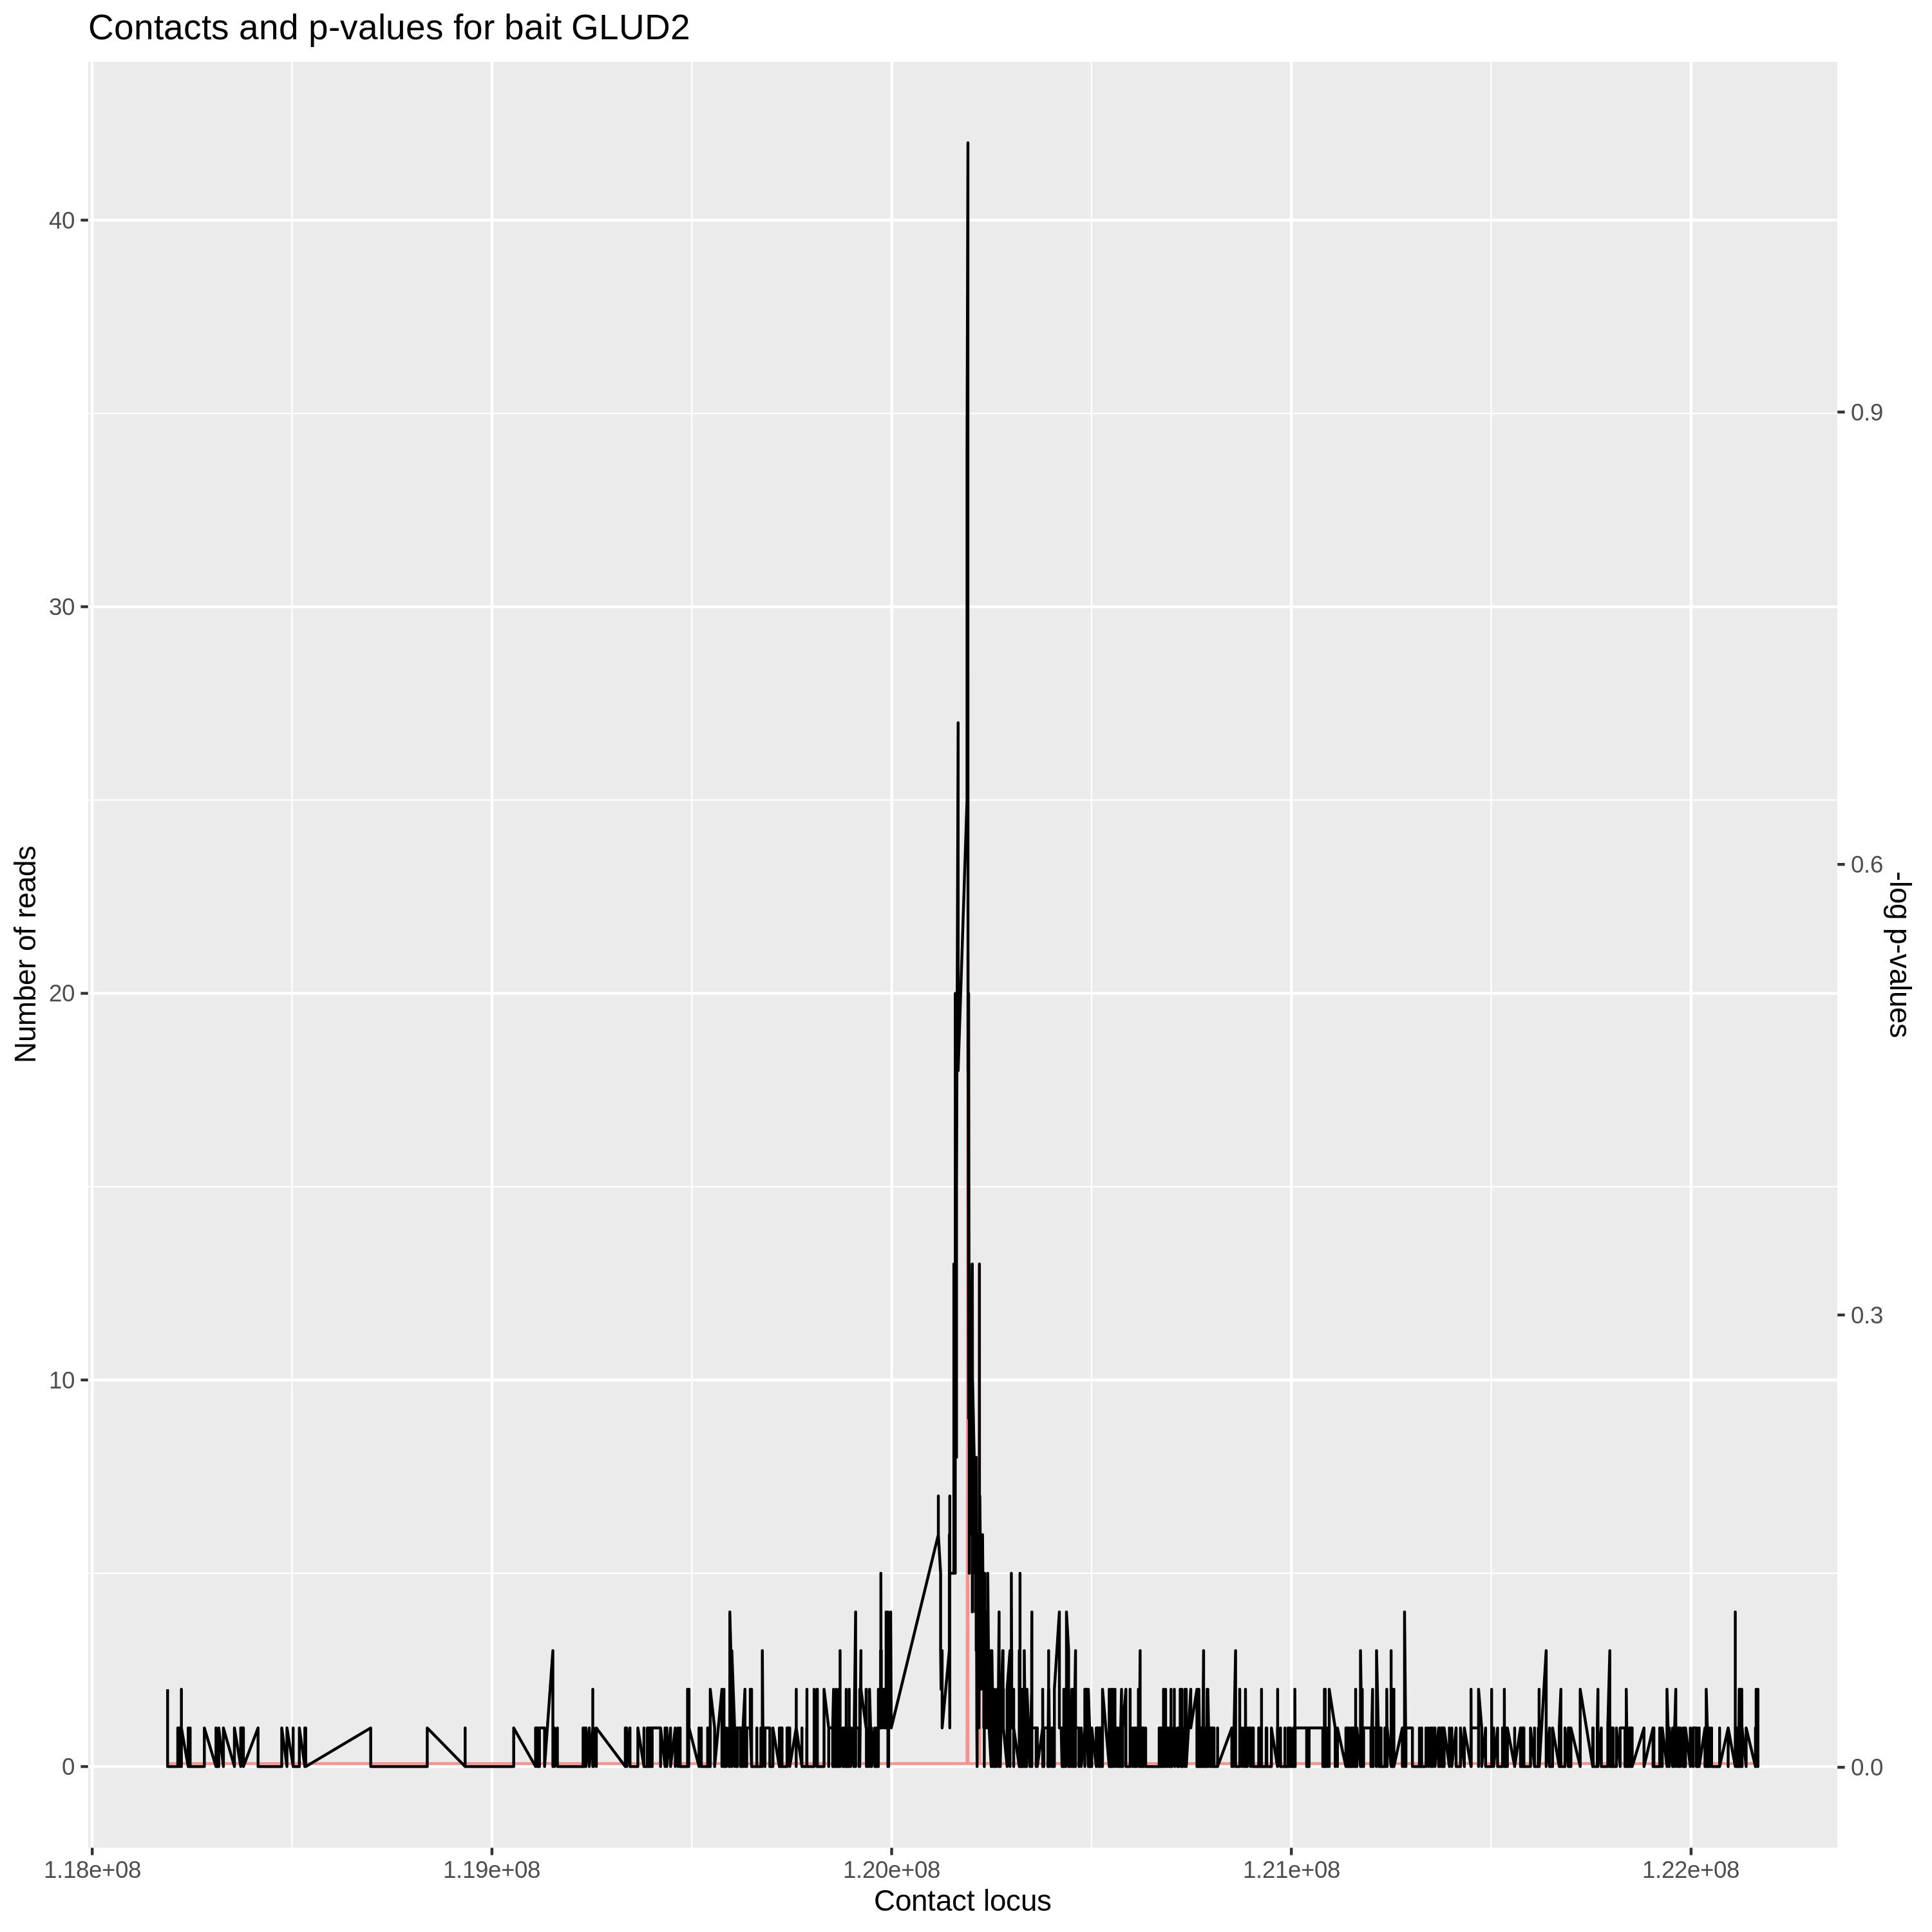 Contacts and p-values for bait GLUD2
Number of reads
40
30
20
10
0
0.9
0.6
0.3
0.0
-log p-values
1.18e+08 1.19e+08 1.20e+08 1.21e+08 1.22e+08
Contact locus